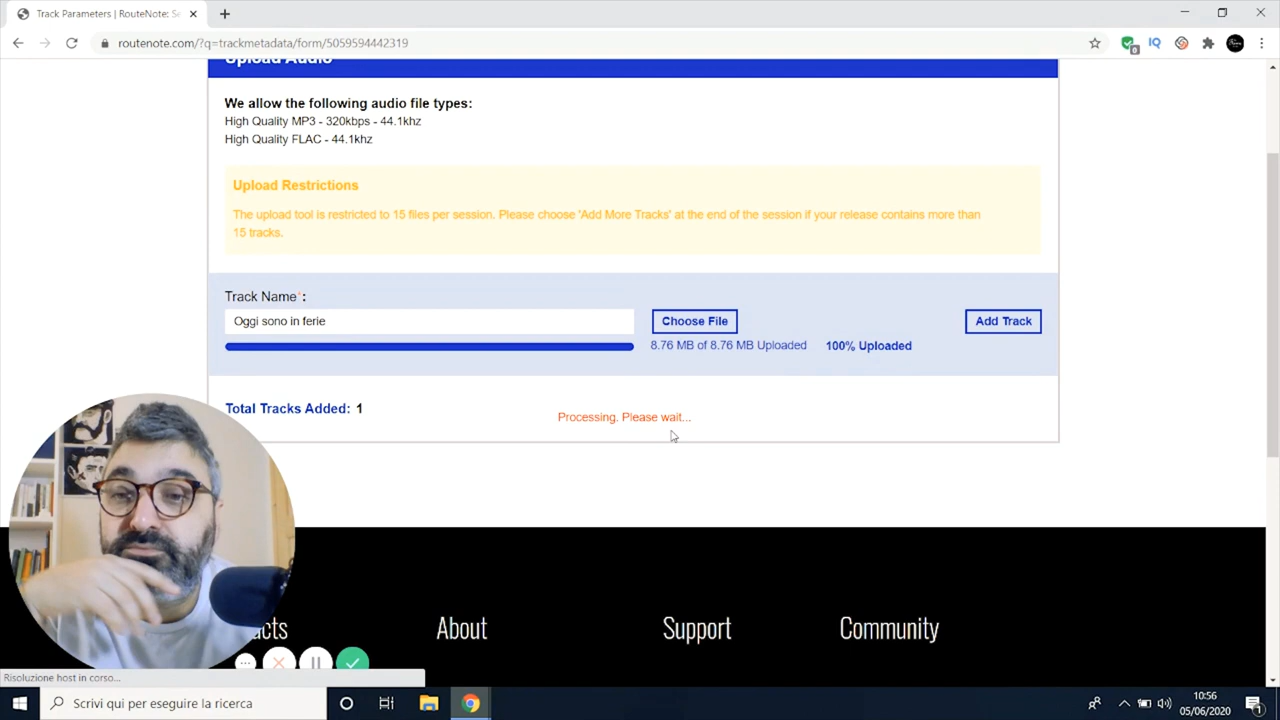 Track Parameters | RouteNote: Se
routenote.com/?q=trackmetadata/form/5059594442319
Upload Audio
We allow the following audio file types:
High Quality MP3 - 320kbps - 44.1khz
High Quality FLAC - 44.1khz
Upload Restrictions
The upload tool is restricted to 15 files per session. Please choose 'Add More Tracks' at the end of the session if your release contains more than
15 tracks.
Track Name*:
Oggi sono in ferie
Choose File
Add Track
8.76 MB of 8.76 MB Uploaded
100% Uploaded
Total Tracks Added: 1
Processing. Please wait...
About
Support
Community
Risoluzione host in corso...
Scrivi qui per eseguire la ricerca
10:56
05/06/2020